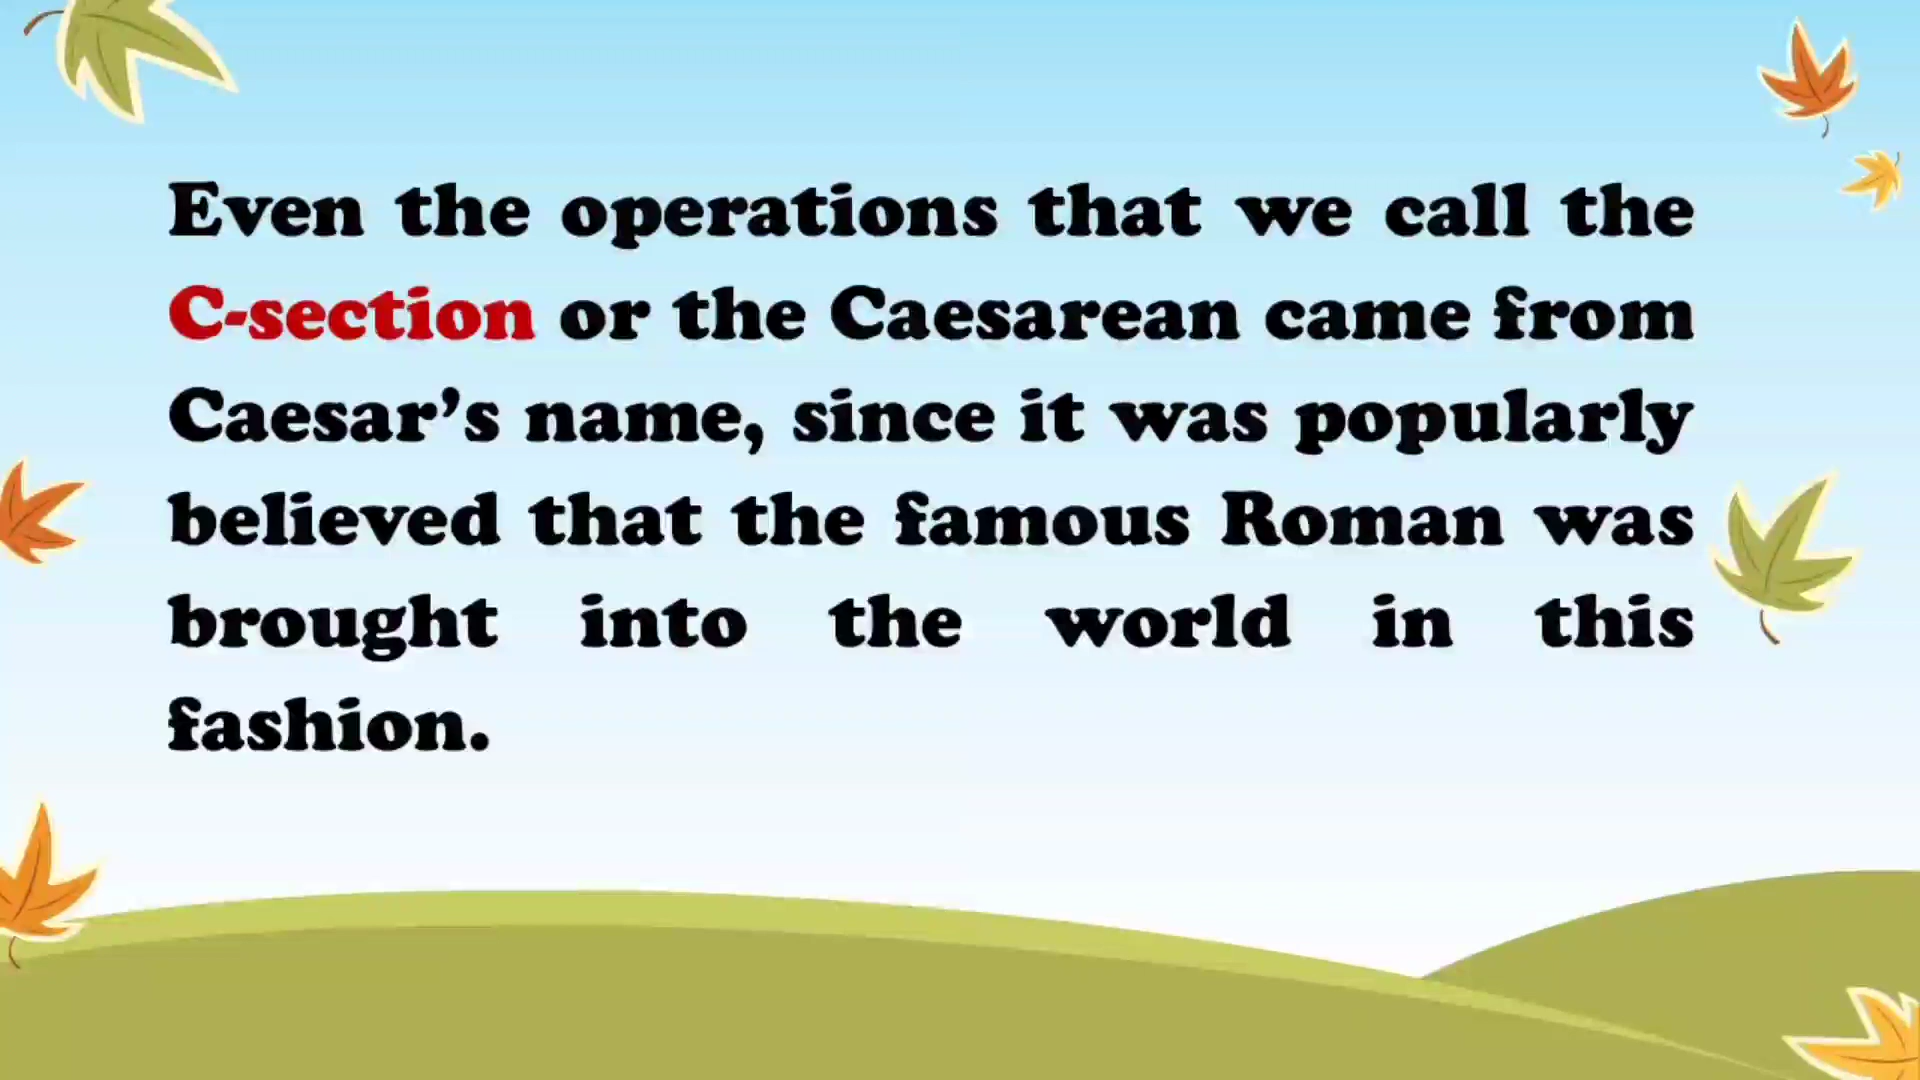 Even the operations that we call the
C-section or the Caesarean came from
Caesar’s name, since it was popularly
believed that the famous Roman was
brought into the world in this
fashion.